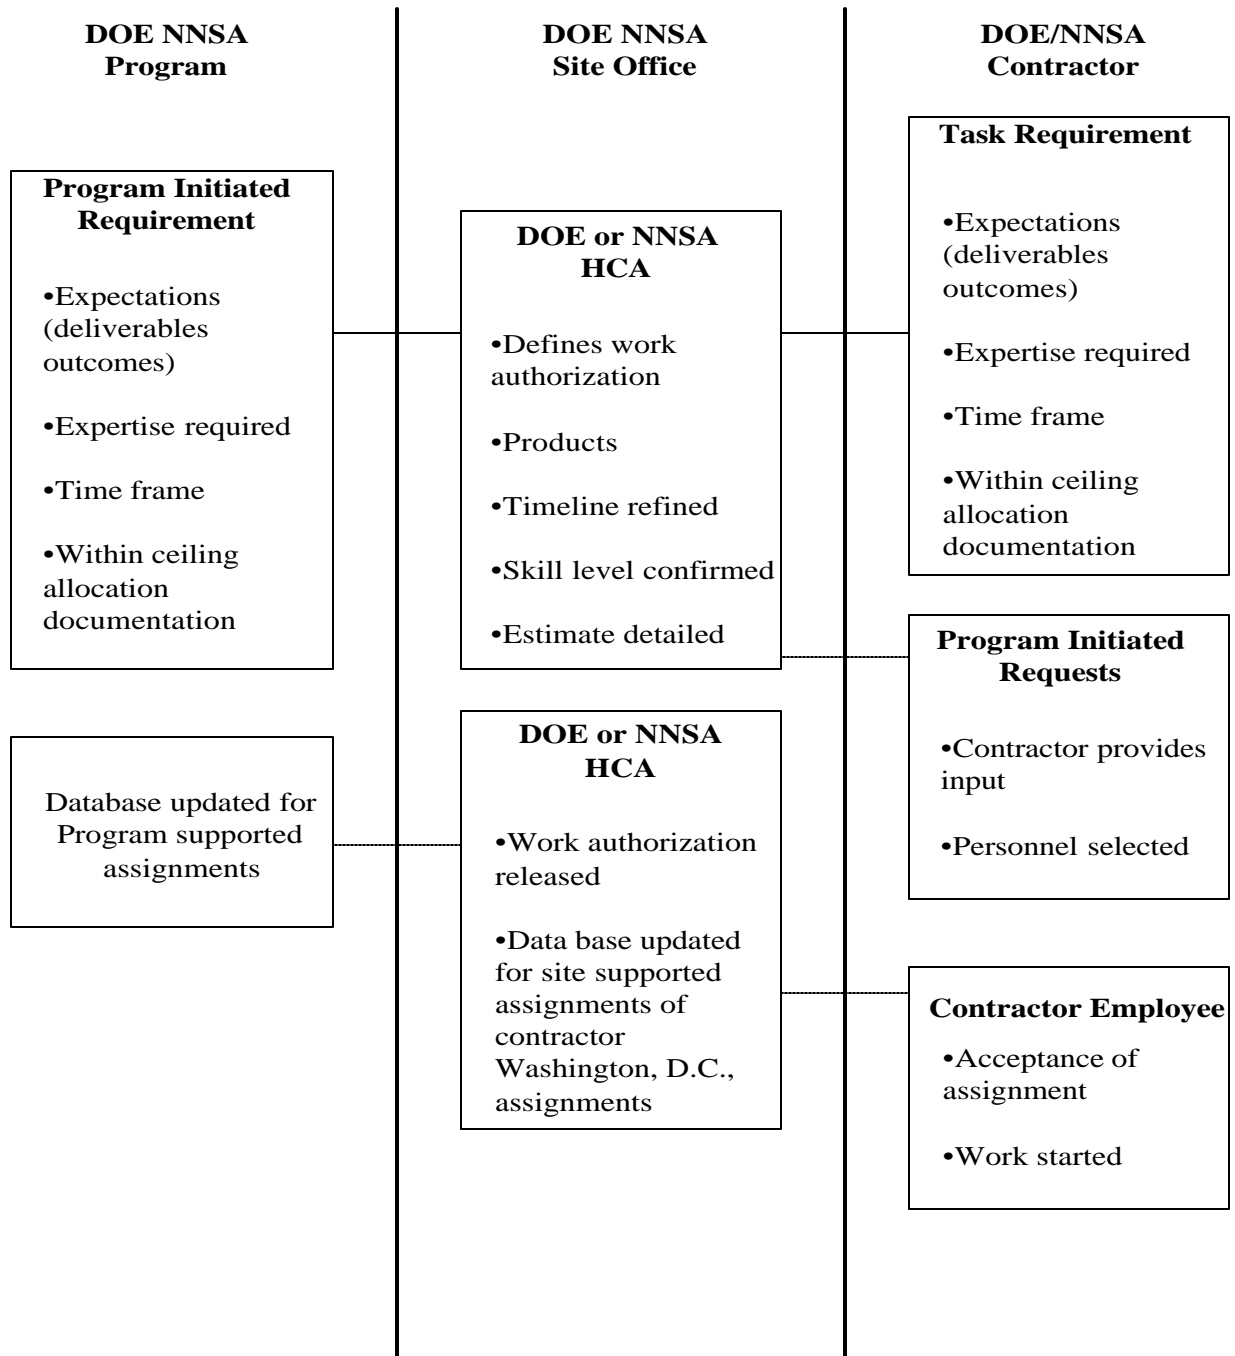 DOE NNSA
Program
DOE NNSA
Site Office
DOE/NNSA
Contractor
Program Initiated
Requirement
•Expectations
(deliverables
outcomes)
•Expertise required
•Time frame
•Within ceiling
allocation
documentation
DOE or NNSA
HCA
•Defines work
authorization
•Products
•Timeline refined
•Skill level confirmed
•Estimate detailed
Task Requirement
•Expectations
(deliverables
outcomes)
•Expertise required
•Time frame
•Within ceiling
allocation
documentation
Program Initiated
Requests
•Contractor provides
input
•Personnel selected
Database updated for
Program supported
assignments
DOE or NNSA
HCA
•Work authorization
released
•Data base updated
for site supported
assignments of
contractor
Washington, D.C.,
assignments
Contractor Employee
•Acceptance of
assignment
•Work started